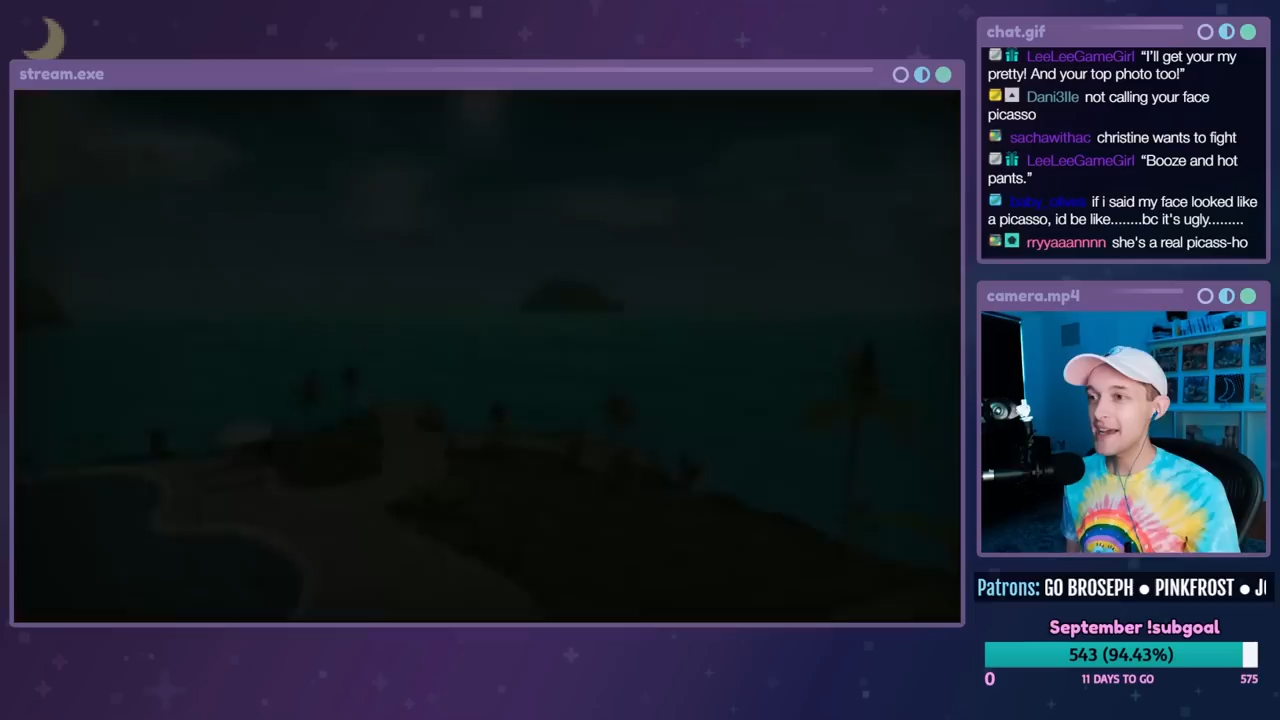 stream.exe
chat.gif
LeeLeeGameGirl “I’ll get your my
pretty! And your top photo too!”
Dani3lle not calling your face
picasso
sachawithac christine wants to fight
LeeLeeGameGirl “Booze and hot
pants.”
if i said my face looked like
a picasso, id be like........bc it's ugly.........
rryyaaannnn she's a real picass-ho
camera.mp4
Patrons: GO BROSEPH ● PINKFROST ●
September !subgoal
543 (94.43%)
0 11 DAYS TO GO 575